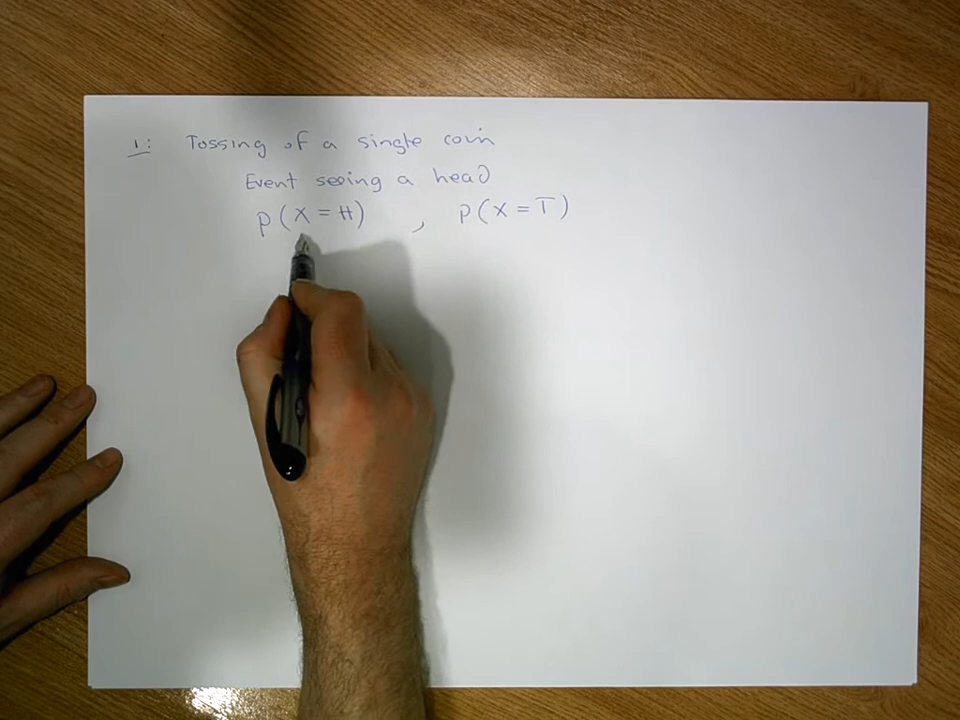 1: Tossing of a single coin
Event seeing a head
P(X=H) , P(X=T)